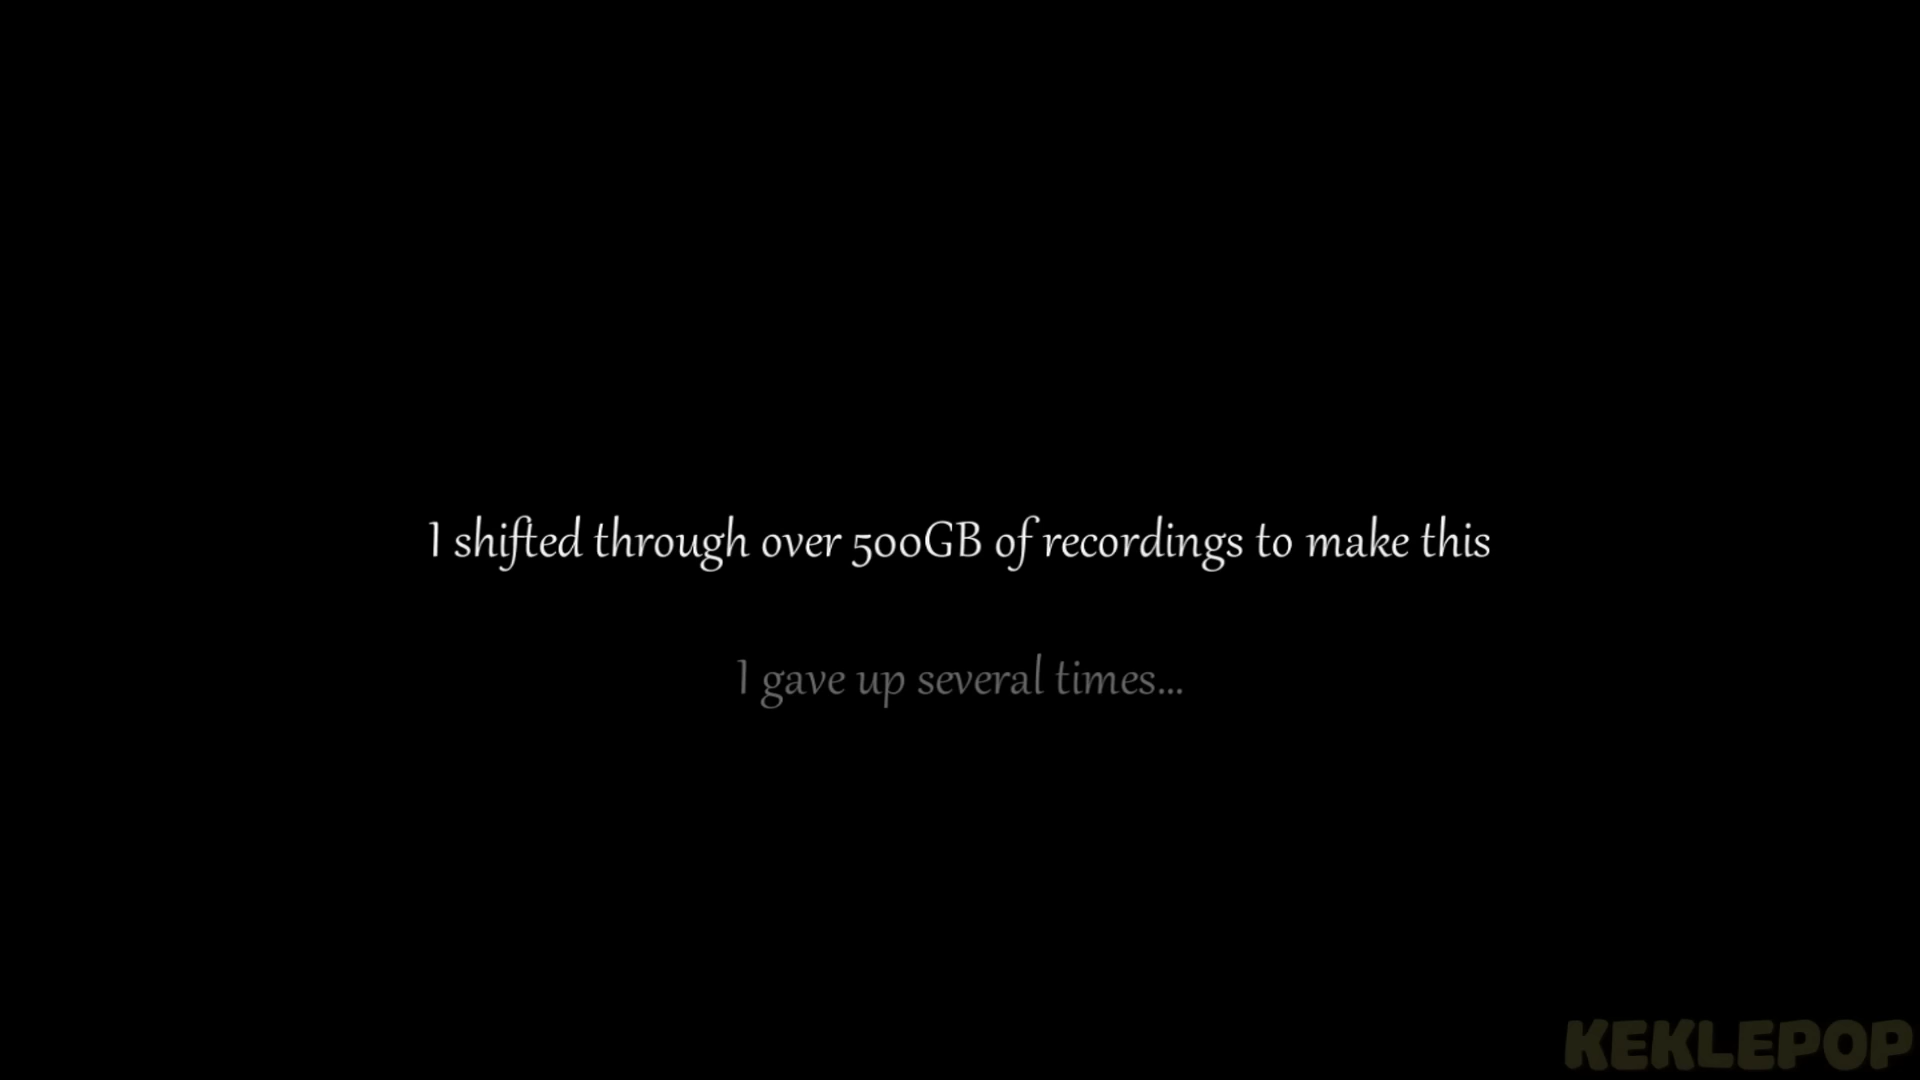 I shifted through over 500GB of recordings to make this
I gave up several times...
KEKLEPOP